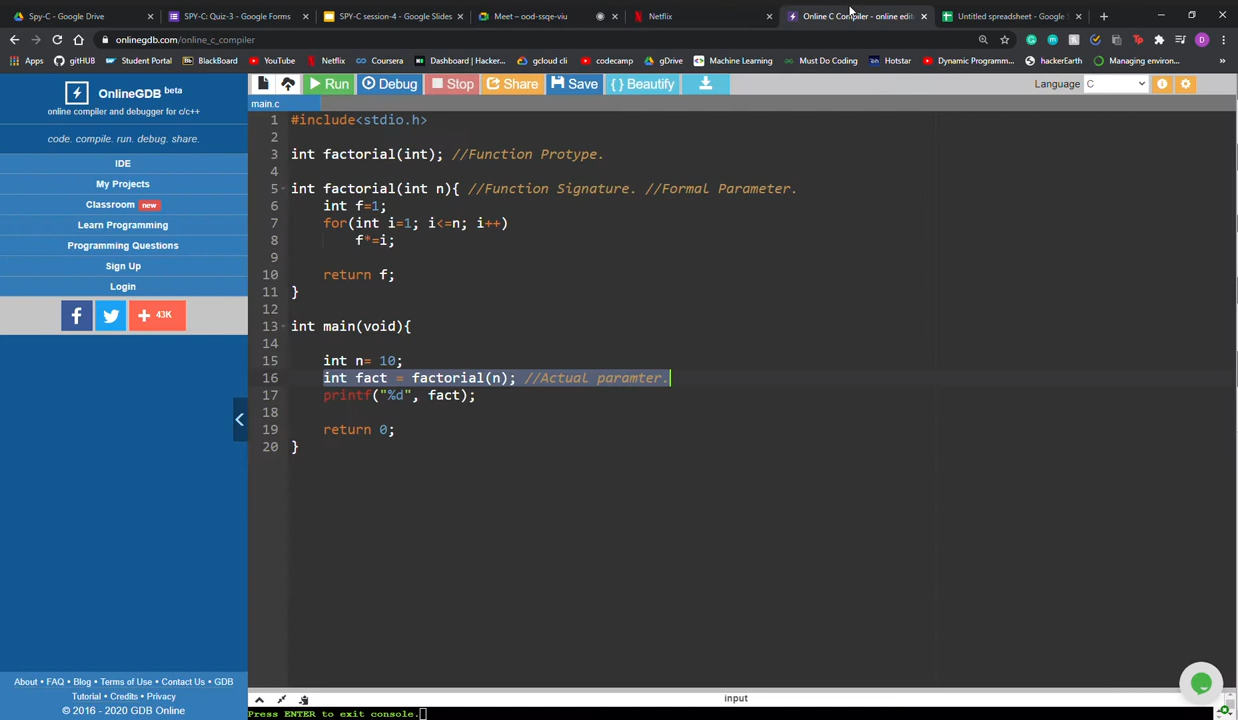 Spy-C - Google Drive
SPY-C: Quiz-3 - Google Forms
SPY-C session-4 - Google Slides
Meet – ood-ssqe-viu
Netflix
Online C Compiler - online edit
Untitled spreadsheet - Google S
onlinegdb.com/online_c_compiler
D
Apps gitHUB Student Portal BlackBoard YouTube Netflix Coursera Dashboard | Hacker... gcloud cli codecamp gDrive Machine Learning Must Do Coding Hotstar Dynamic Programm... hackerEarth Managing environ... »
OnlineGDB beta
online compiler and debugger for c/c++
code. compile. run. debug. share.
IDE
My Projects
Classroom new
Learn Programming
Programming Questions
Sign Up
Login
43K
About • FAQ • Blog • Terms of Use • Contact Us • GDB
Tutorial • Credits • Privacy
© 2016 - 2020 GDB Online
Run Debug Stop Share Save { } Beautify
Language C
main.c
1 #include<stdio.h>
2
3 int factorial(int); //Function Protype.
4
5 int factorial(int n){ //Function Signature. //Formal Parameter.
6 int f=1;
7 for(int i=1; i<=n; i++)
8 f*=i;
9
10 return f;
11 }
12
13 int main(void){
14
15 int n= 10;
16 int fact = factorial(n); //Actual paramter.
17 printf("%d", fact);
18
19 return 0;
20 }
input
Press ENTER to exit console.